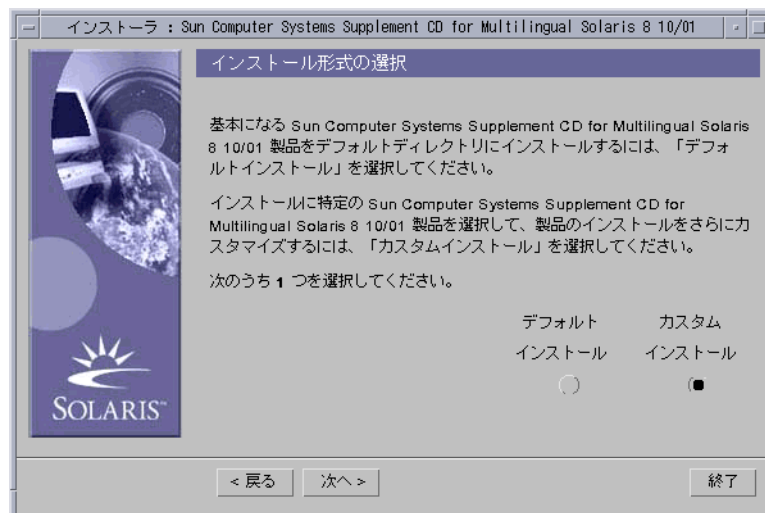 インストーラ : Sun Computer Systems Supplement CD for Multilingual Solaris 8 10/01
インストール形式の選択
基本になる Sun Computer Systems Supplement CD for Multilingual Solaris
8 10/01 製品をデフォルトディレクトリにインストールするには、「デフォ
ルトインストール」を選択してください。
インストールに特定の Sun Computer Systems Supplement CD for
Multilingual Solaris 8 10/01 製品を選択して、製品のインストールをさらにカ
スタマイズするには、「カスタムインストール」を選択してください。
次のうち 1 つを選択してください。
デフォルト カスタム
インストール インストール
SOLARIS™
< 戻る 次へ > 終了